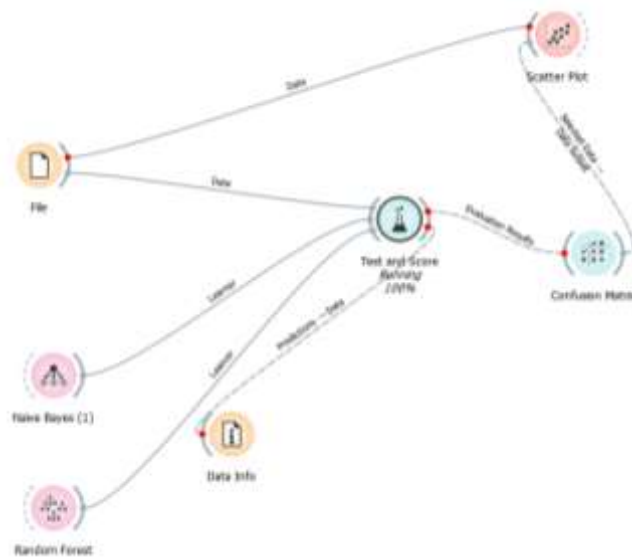 Scatter Plot
Data
Selected Data —
Data Subset
File
Data
Evaluation Results
Test and Score
Refining
100%
Confusion Matrix
Learner
Predictions — Data
Learner
Naive Bayes (1)
Data Info
Random Forest